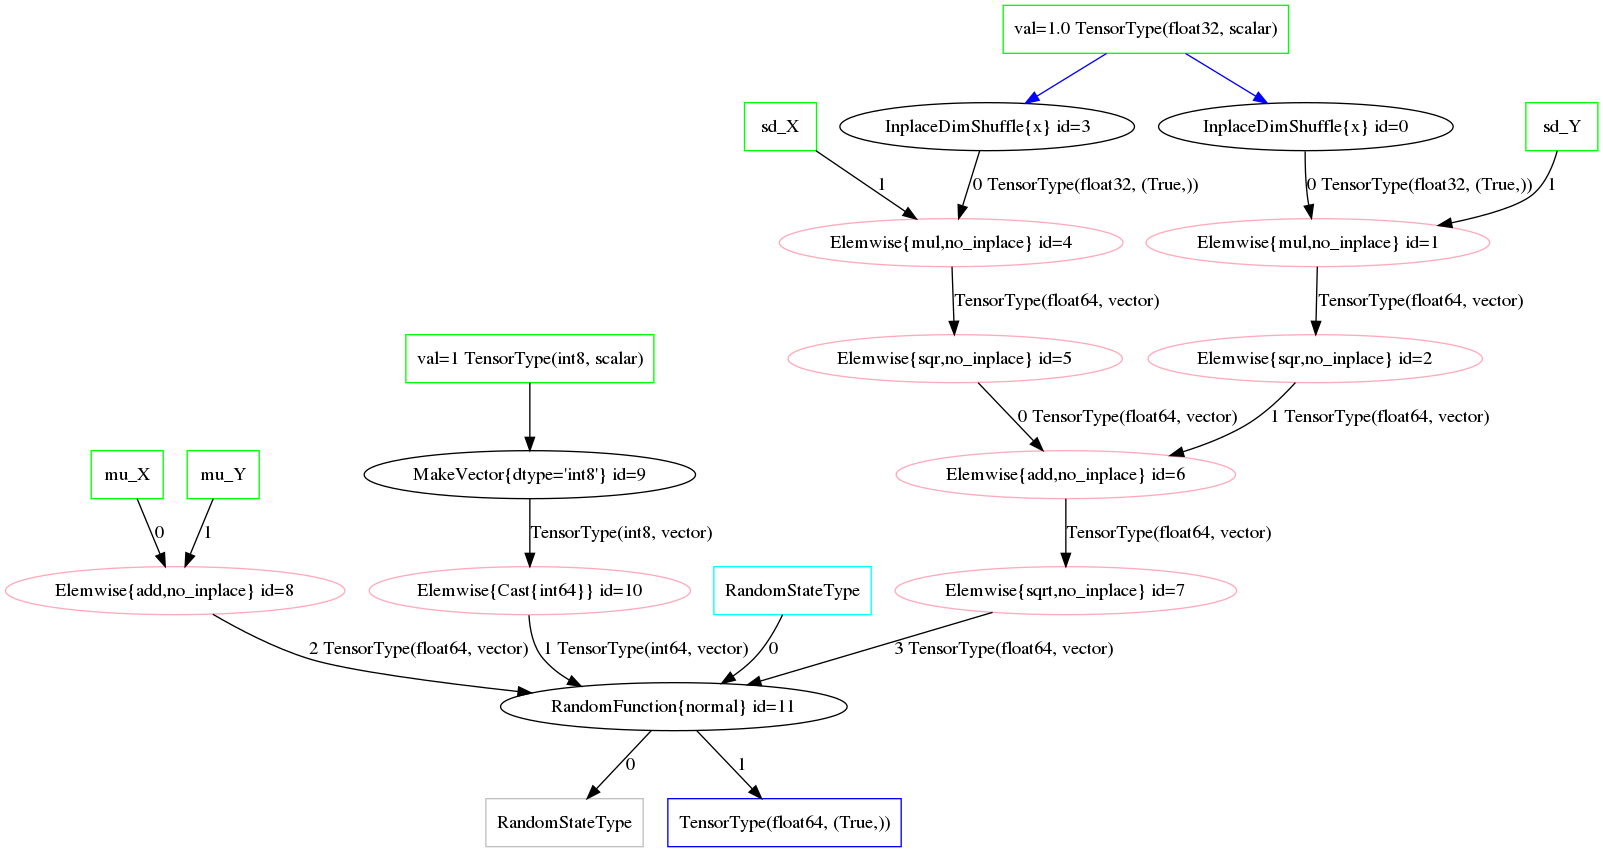 val=1.0 TensorType(float32, scalar)
sd_X
InplaceDimShuffle{x} id=3
InplaceDimShuffle{x} id=0
sd_Y
1
0 TensorType(float32, (True,))
0 TensorType(float32, (True,))
1
Elemwise{mul,no_inplace} id=4
Elemwise{mul,no_inplace} id=1
TensorType(float64, vector)
TensorType(float64, vector)
val=1 TensorType(int8, scalar)
Elemwise{sqr,no_inplace} id=5
Elemwise{sqr,no_inplace} id=2
0 TensorType(float64, vector)
1 TensorType(float64, vector)
mu_X
mu_Y
MakeVector{dtype='int8'} id=9
Elemwise{add,no_inplace} id=6
0
1
TensorType(int8, vector)
TensorType(float64, vector)
Elemwise{add,no_inplace} id=8
Elemwise{Cast{int64}} id=10
RandomStateType
Elemwise{sqrt,no_inplace} id=7
2 TensorType(float64, vector)
1 TensorType(int64, vector)
0
3 TensorType(float64, vector)
RandomFunction{normal} id=11
0
1
RandomStateType
TensorType(float64, (True,))